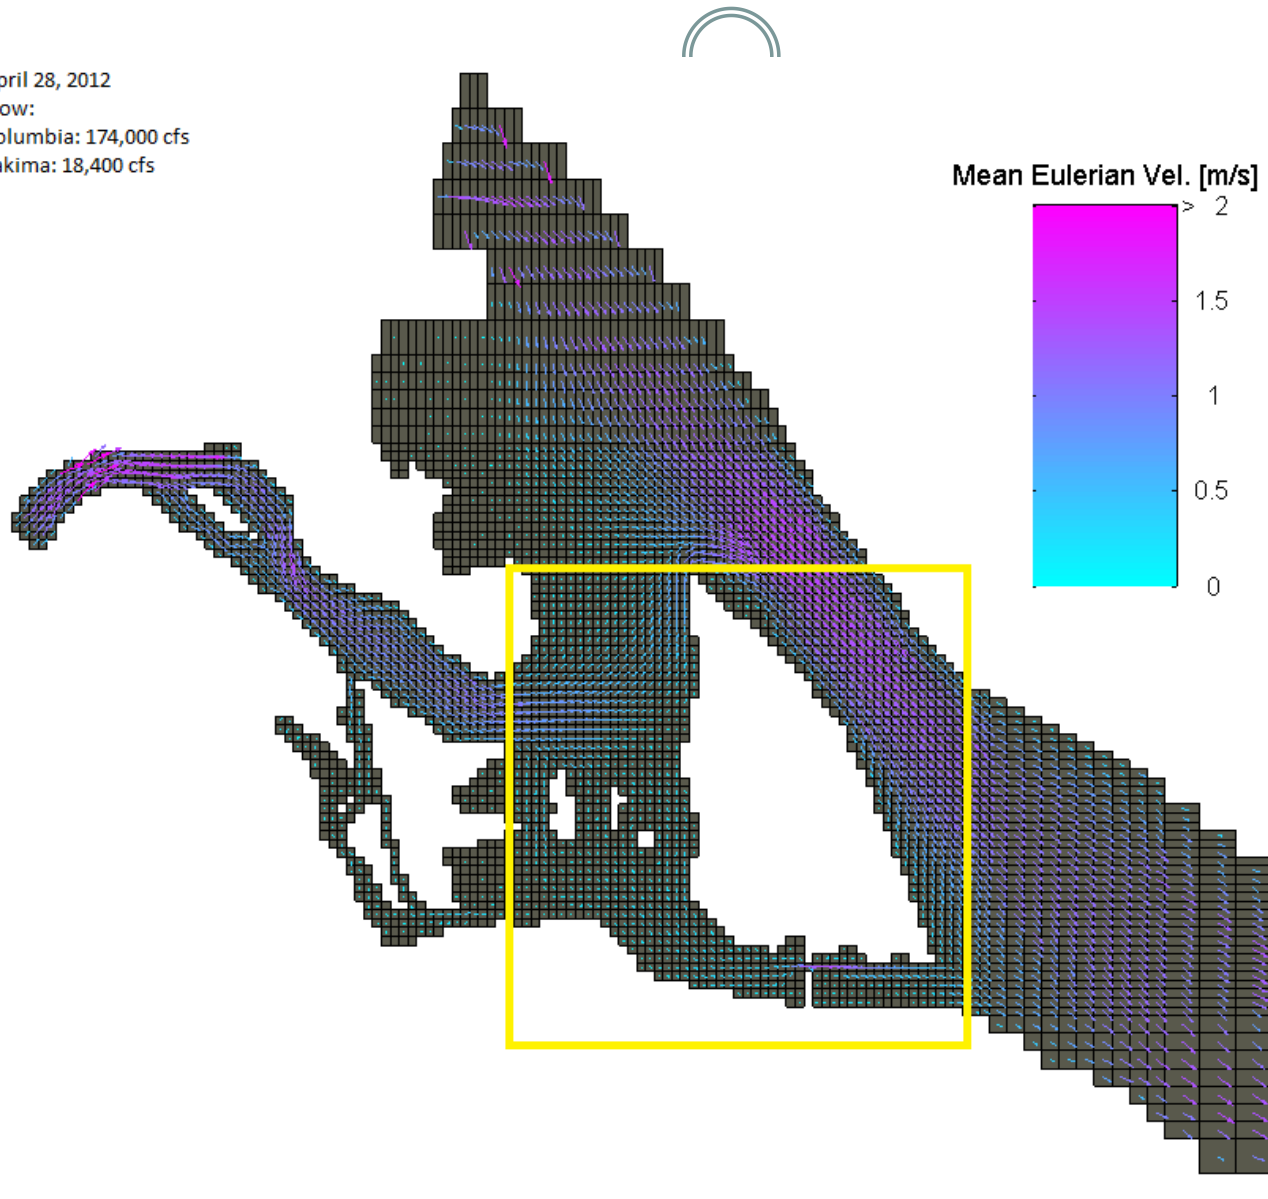 pril 28, 2012
ow:
olumbia: 174,000 cfs
akima: 18,400 cfs
Mean Eulerian Vel. [m/s]
> 2
1.5
1
0.5
0